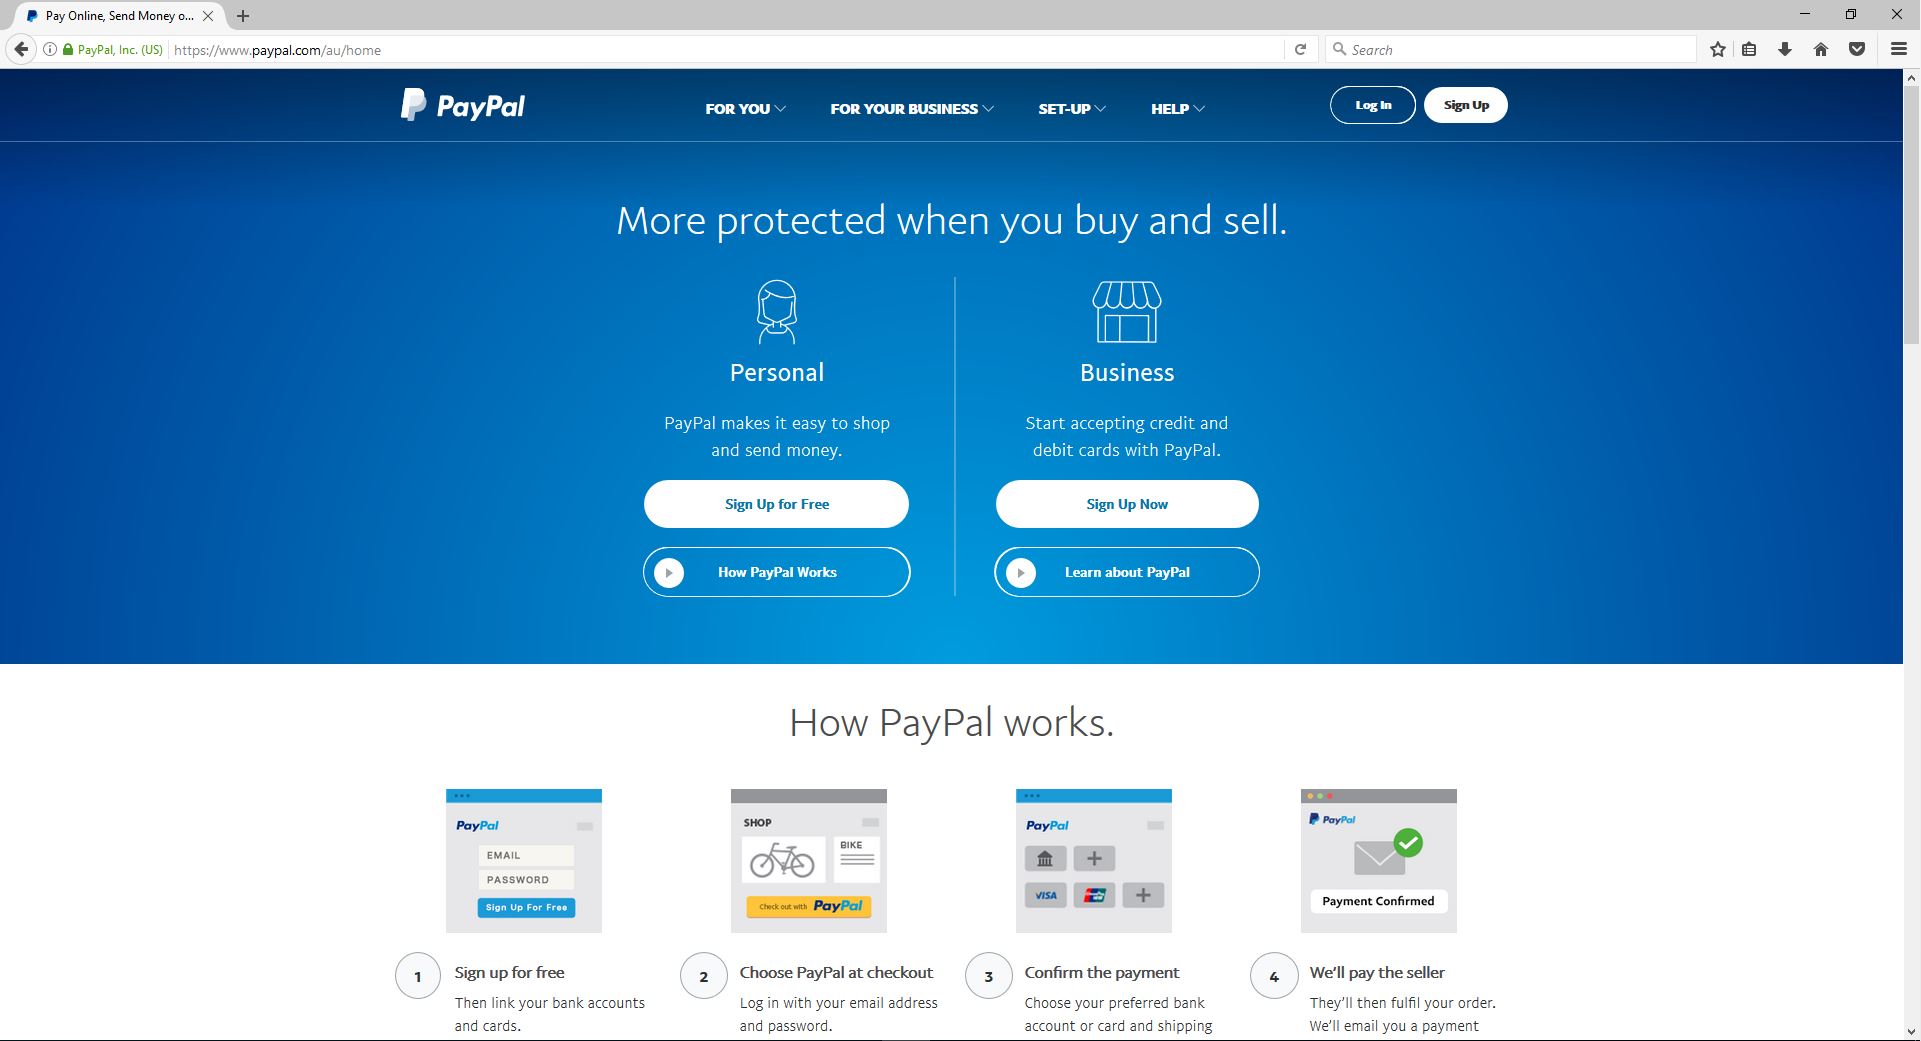 Pay Online, Send Money o...
PayPal, Inc. (US)
https://www.paypal.com/au/home
Search
PayPal
FOR YOU
FOR YOUR BUSINESS
SET-UP
HELP
Log In
Sign Up
More protected when you buy and sell.
Personal
PayPal makes it easy to shop
and send money.
Sign Up for Free
How PayPal Works
Business
Start accepting credit and
debit cards with PayPal.
Sign Up Now
Learn about PayPal
How PayPal works.
PayPal
EMAIL
PASSWORD
Sign Up For Free
1
Sign up for free
Then link your bank accounts
and cards.
SHOP
BIKE
Check out with PayPal
2
Choose PayPal at checkout
Log in with your email address
and password.
PayPal
VISA
3
Confirm the payment
Choose your preferred bank
account or card and shipping
PayPal
Payment Confirmed
4
We'll pay the seller
They'll then fulfil your order.
We'll email you a payment